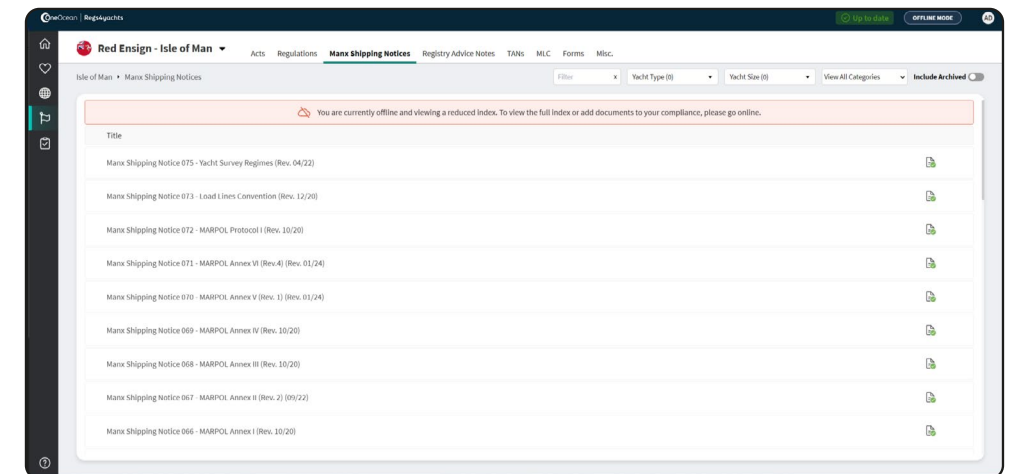 OneOcean | Regs4yachts
Up to date
OFFLINE MODE
AD
Red Ensign - Isle of Man
Acts Regulations Manx Shipping Notices Registry Advice Notes TANs MLC Forms Misc.
Isle of Man • Manx Shipping Notices
Filter x
Yacht Type (0)
Yacht Size (0)
View All Categories
Include Archived
You are currently offline and viewing a reduced index. To view the full index or add documents to your compliance, please go online.
Title
Manx Shipping Notice 075 - Yacht Survey Regimes (Rev. 04/22)
Manx Shipping Notice 073 - Load Lines Convention (Rev. 12/20)
Manx Shipping Notice 072 - MARPOL Protocol I (Rev. 10/20)
Manx Shipping Notice 071 - MARPOL Annex VI (Rev.4) (Rev. 01/24)
Manx Shipping Notice 070 - MARPOL Annex V (Rev. 1) (Rev. 01/24)
Manx Shipping Notice 069 - MARPOL Annex IV (Rev. 10/20)
Manx Shipping Notice 068 - MARPOL Annex III (Rev. 10/20)
Manx Shipping Notice 067 - MARPOL Annex II (Rev. 2) (09/22)
Manx Shipping Notice 066 - MARPOL Annex I (Rev. 10/20)